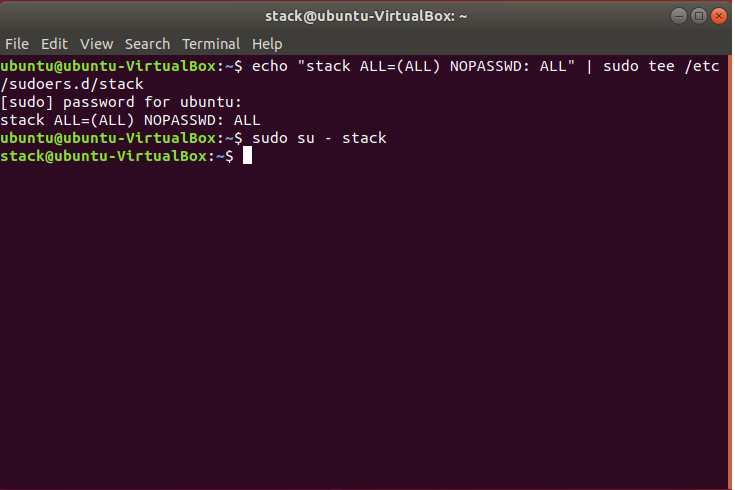 stack@ubuntu-VirtualBox: ~
File Edit View Search Terminal Help
ubuntu@ubuntu-VirtualBox:~$ echo "stack ALL=(ALL) NOPASSWD: ALL" | sudo tee /etc
/sudoers.d/stack
[sudo] password for ubuntu:
stack ALL=(ALL) NOPASSWD: ALL
ubuntu@ubuntu-VirtualBox:~$ sudo su - stack
stack@ubuntu-VirtualBox:~$